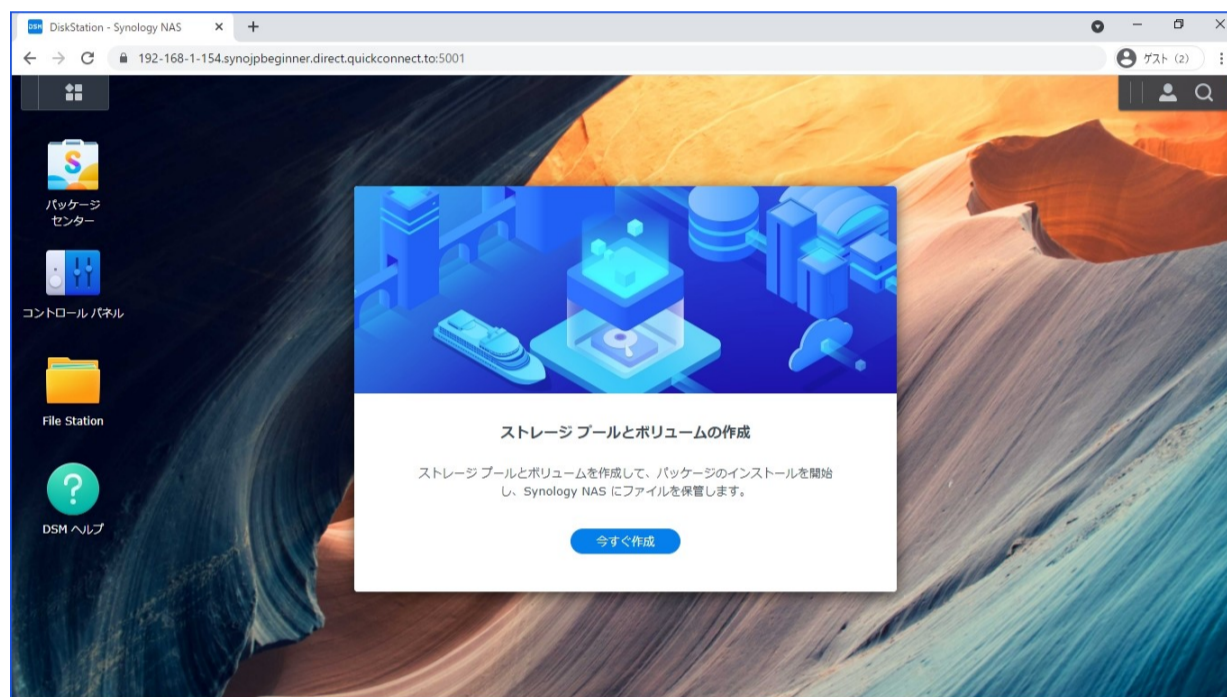 DSM DiskStation - Synology NAS
192-168-1-154.synojpbeginner.direct.quickconnect.to:5001
ゲスト (2)
パッケージ
センター
コントロール パネル
File Station
DSM ヘルプ
ストレージ プールとボリュームの作成
ストレージ プールとボリュームを作成して、パッケージのインストールを開始
し、Synology NAS にファイルを保管します。
今すぐ作成